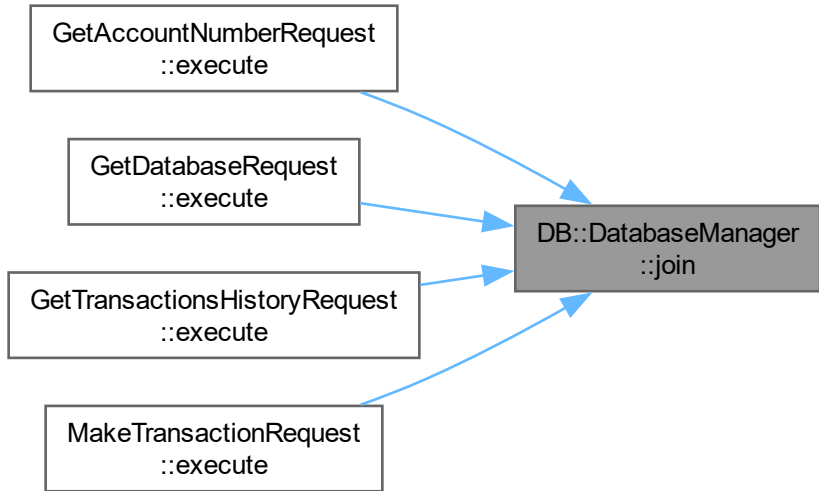 GetAccountNumberRequest
::execute
GetDatabaseRequest
::execute
GetTransactionsHistoryRequest
::execute
MakeTransactionRequest
::execute
DB::DatabaseManager
::join